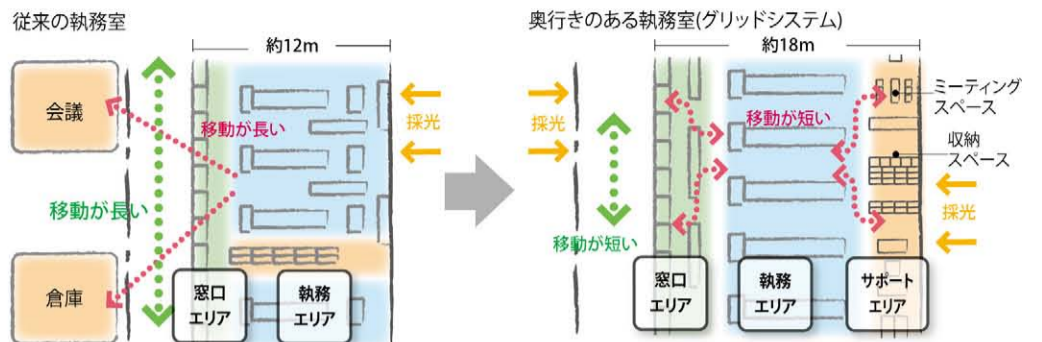 従来の執務室
約12m
会議
移動が長い
採光
移動が長い
倉庫
窓口
エリア
執務
エリア
奥行きのある執務室(グリッドシステム)
約18m
採光
移動が短い
ミーティング
スペース
収納
スペース
採光
移動が短い
窓口
エリア
執務
エリア
サポート
エリア